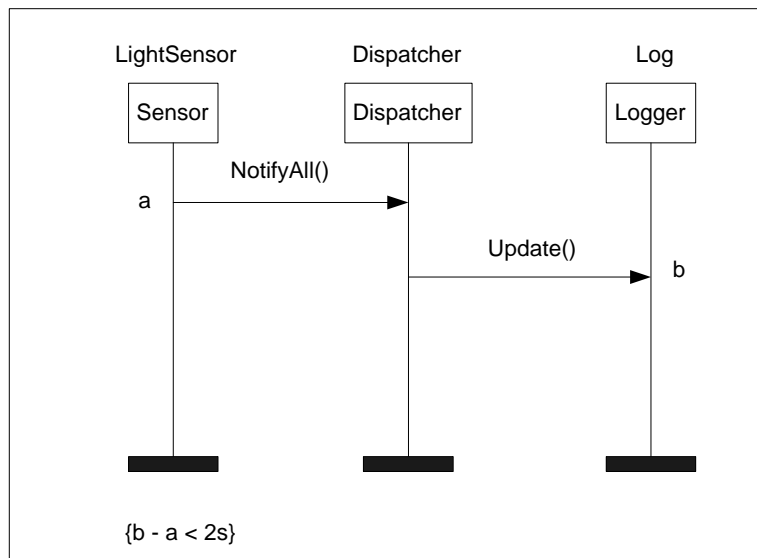 LightSensor Dispatcher Log
Sensor Dispatcher Logger
NotifyAll()
a
Update()
b
{b - a < 2s}